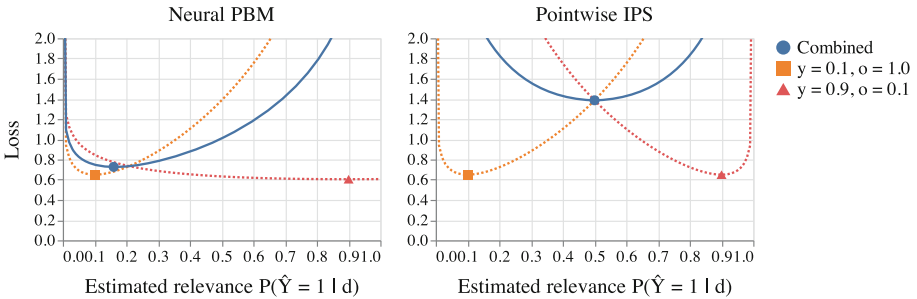 Neural PBM
Pointwise IPS
Loss
2.0
1.8
1.6
1.4
1.2
1.0
0.8
0.6
0.4
0.2
0.0
0.00.1 0.2 0.3 0.4 0.5 0.6 0.7 0.8 0.91.0
Estimated relevance P(Ŷ = 1 | d)
2.0
1.8
1.6
1.4
1.2
1.0
0.8
0.6
0.4
0.2
0.0
0.00.1 0.2 0.3 0.4 0.5 0.6 0.7 0.8 0.91.0
Estimated relevance P(Ŷ = 1 | d)
Combined
y = 0.1, o = 1.0
y = 0.9, o = 0.1